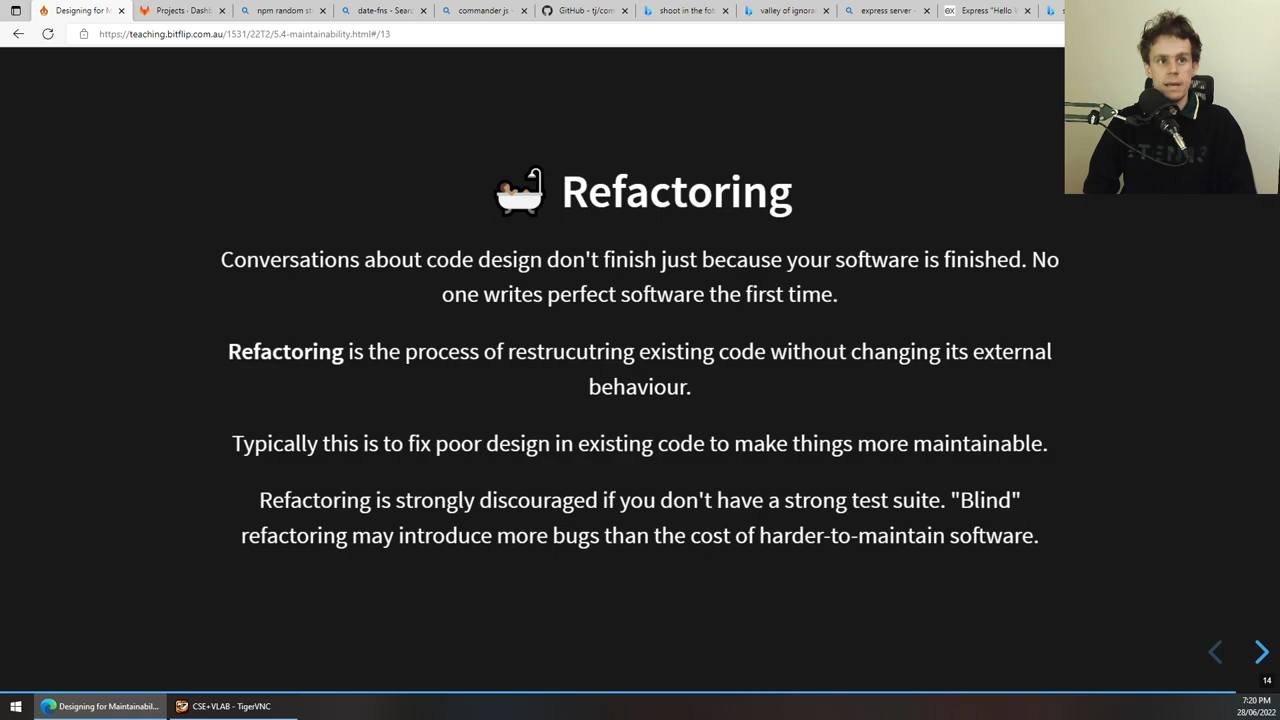 Designing for M
Projects · Dashb
npm random st
date-fns - Searc
commander.js -
GitHub - tj/com
shoot in the fo
valley of ignora
express server -
Express "Hello
https://teaching.bitflip.com.au/1531/22T2/5.4-maintainability.html#/13
Refactoring
Conversations about code design don't finish just because your software is finished. No
one writes perfect software the first time.
Refactoring is the process of restrucutring existing code without changing its external
behaviour.
Typically this is to fix poor design in existing code to make things more maintainable.
Refactoring is strongly discouraged if you don't have a strong test suite. "Blind"
refactoring may introduce more bugs than the cost of harder-to-maintain software.
14
Designing for Maintainabil...
CSE+VLAB - TigerVNC
7:20 PM
28/06/2022